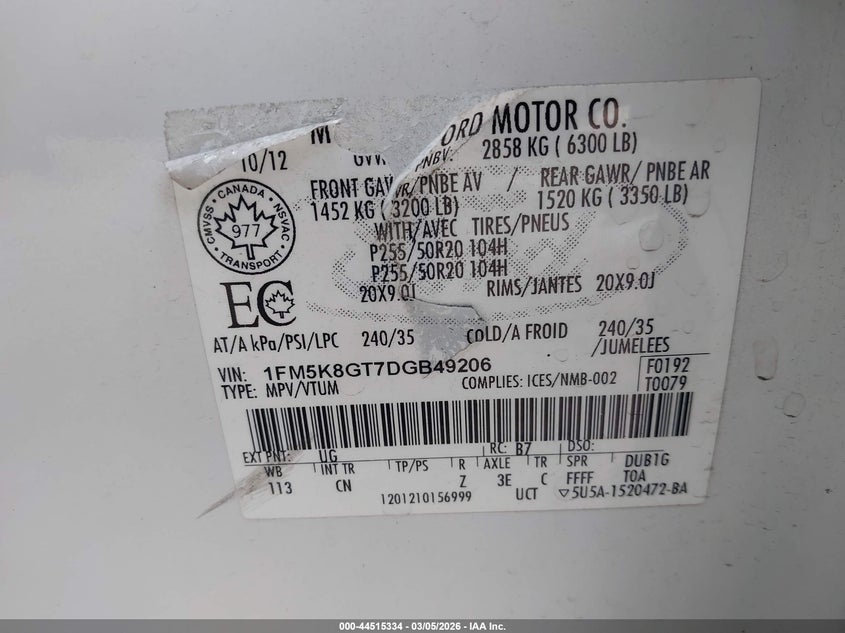 M ORD MOTOR CO.
10/12 PNBV: 2858 KG ( 6300 LB)
FRONT GAWR/PNBE AV / REAR GAWR/ PNBE AR
1452 KG ( 3200 LB) 1520 KG ( 3350 LB)
WITH/AVEC TIRES/PNEUS
P255/50R20 104H
P255/50R20 104H
20X9.0J RIMS/JANTES 20X9.0J
CMVSS • CANADA • NSVAC • TRANSPORT
977
EC
AT/A kPa/PSI/LPC 240/35 COLD/A FROID 240/35
/JUMELEES
VIN: 1FM5K8GT7DGB49206 F0192
TYPE: MPV/VTUM COMPLIES: ICES/NMB-002 T0079
EXT PNT: UG RC: B7 DSO:
WB INT TR TP/PS R AXLE TR SPR DUB1G
113 CN Z 3E C FFFF T0A
1201210156999 UCT ▽5U5A-1520472-BA
000-44515334 - 03/05/2026 - IAA Inc.